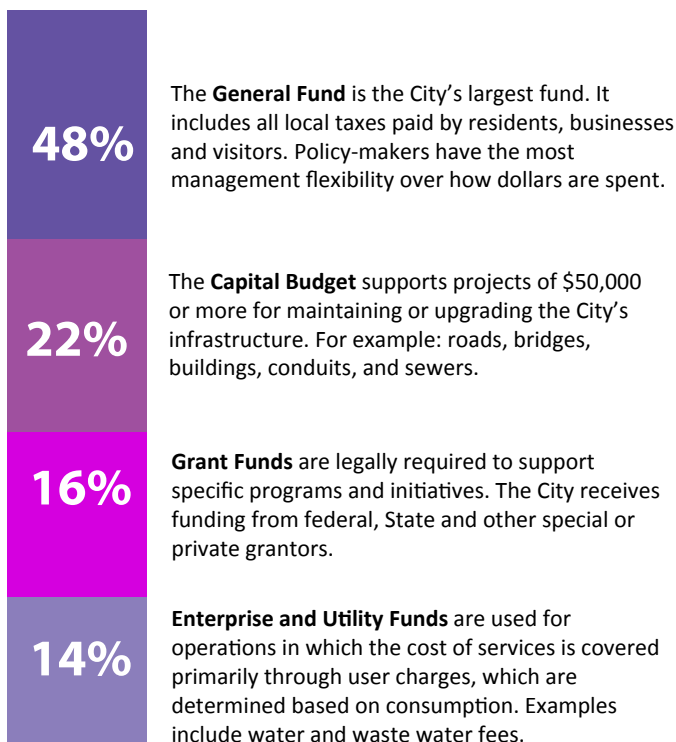 48%
The General Fund is the City’s largest fund. It
includes all local taxes paid by residents, businesses
and visitors. Policy-makers have the most
management flexibility over how dollars are spent.
22%
The Capital Budget supports projects of $50,000
or more for maintaining or upgrading the City’s
infrastructure. For example: roads, bridges,
buildings, conduits, and sewers.
16%
Grant Funds are legally required to support
specific programs and initiatives. The City receives
funding from federal, State and other special or
private grantors.
14%
Enterprise and Utility Funds are used for
operations in which the cost of services is covered
primarily through user charges, which are
determined based on consumption. Examples
include water and waste water fees.